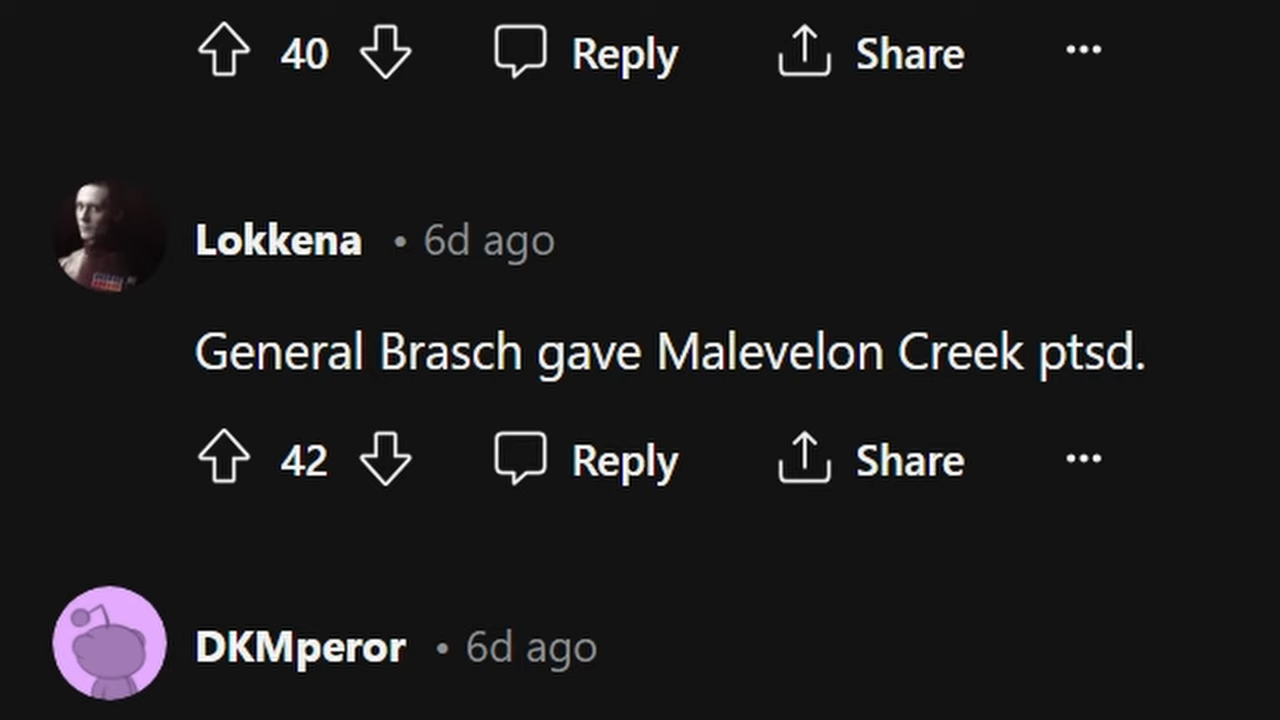 40 Reply Share ...
Lokkena • 6d ago
General Brasch gave Malevelon Creek ptsd.
42 Reply Share ...
DKMperor • 6d ago